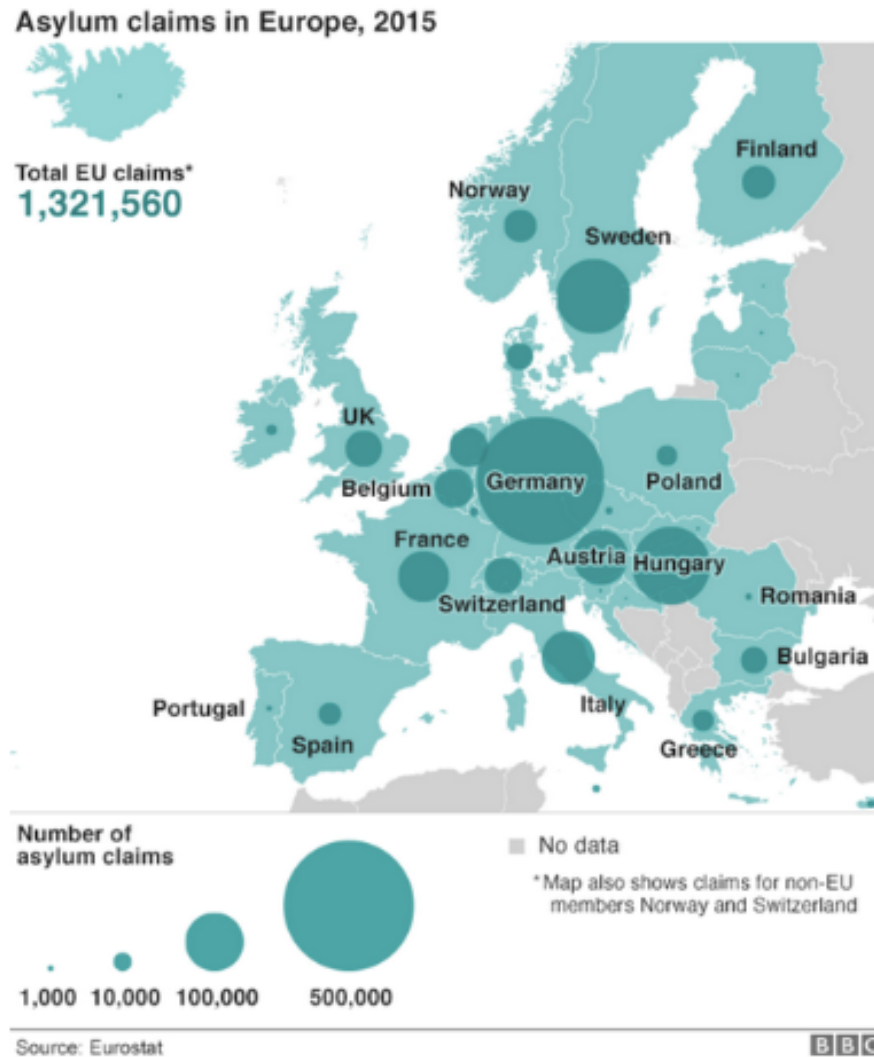 Asylum claims in Europe, 2015
Total EU claims*
1,321,560
Finland
Norway
Sweden
UK
Belgium
Germany
Poland
France
Austria
Hungary
Switzerland
Romania
Bulgaria
Portugal
Italy
Spain
Greece
Number of
asylum claims
1,000
10,000
100,000
500,000
No data
*Map also shows claims for non-EU
members Norway and Switzerland
Source: Eurostat
BBC